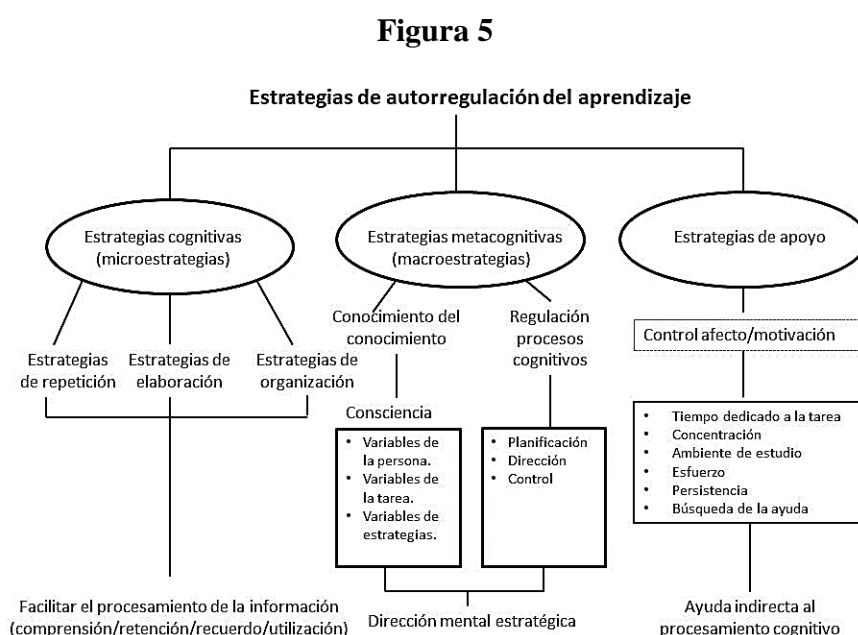 Figura 5
Estrategias de autorregulación del aprendizaje
Estrategias cognitivas
(microestrategias)
Estrategias metacognitivas
(macroestrategias)
Estrategias de apoyo
Estrategias
de repetición
Estrategias de
elaboración
Estrategias de
organización
Conocimiento del
conocimiento
Regulación
procesos
cognitivos
Control afecto/motivación
Consciencia
• Variables de
la persona.
• Variables de
la tarea.
• Variables de
estrategias.
• Planificación
• Dirección
• Control
• Tiempo dedicado a la tarea
• Concentración
• Ambiente de estudio
• Esfuerzo
• Persistencia
• Búsqueda de la ayuda
Facilitar el procesamiento de la información
(comprensión/retención/recuerdo/utilización)
Dirección mental estratégica
Ayuda indirecta al
procesamiento cognitivo